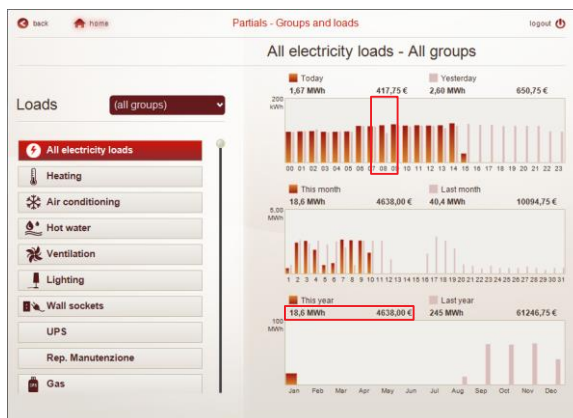 back home Partials - Groups and loads logout
All electricity loads - All groups
Loads (all groups)
All electricity loads
Heating
Air conditioning
Hot water
Ventilation
Lighting
Wall sockets
UPS
Rep. Manutenzione
Gas
Today Yesterday
1,67 MWh 417,75 € 2,60 MWh 650,75 €
200
kWh
00 01 02 03 04 05 06 07 08 09 10 11 12 13 14 15 16 17 18 19 20 21 22 23
This month Last month
18,6 MWh 4638,00 € 40,4 MWh 10094,75 €
5,00
MWh
1 2 3 4 5 6 7 8 9 10 11 12 13 14 15 16 17 18 19 20 21 22 23 24 25 26 27 28 29 30 31
This year Last year
18,6 MWh 4638,00 € 245 MWh 61246,75 €
100
MWh
Jan Feb Mar Apr May Jun Jul Aug Sep Oct Nov Dec